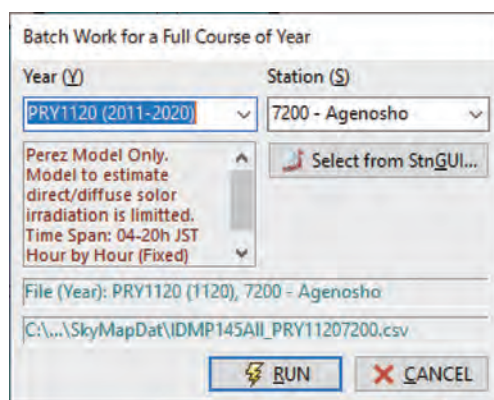 Batch Work for a Full Course of Year
Year (Y) Station (S)
PRY1120 (2011-2020) 7200 - Agenosho
Perez Model Only.
Model to estimate
direct/diffuse solor
irradiation is limitted.
Time Span: 04-20h JST
Hour by Hour (Fixed)
Select from StnGUI...
File (Year): PRY1120 (1120), 7200 - Agenosho
C:\...\SkyMapDat\IDMP145All_PRY11207200.csv
RUN CANCEL